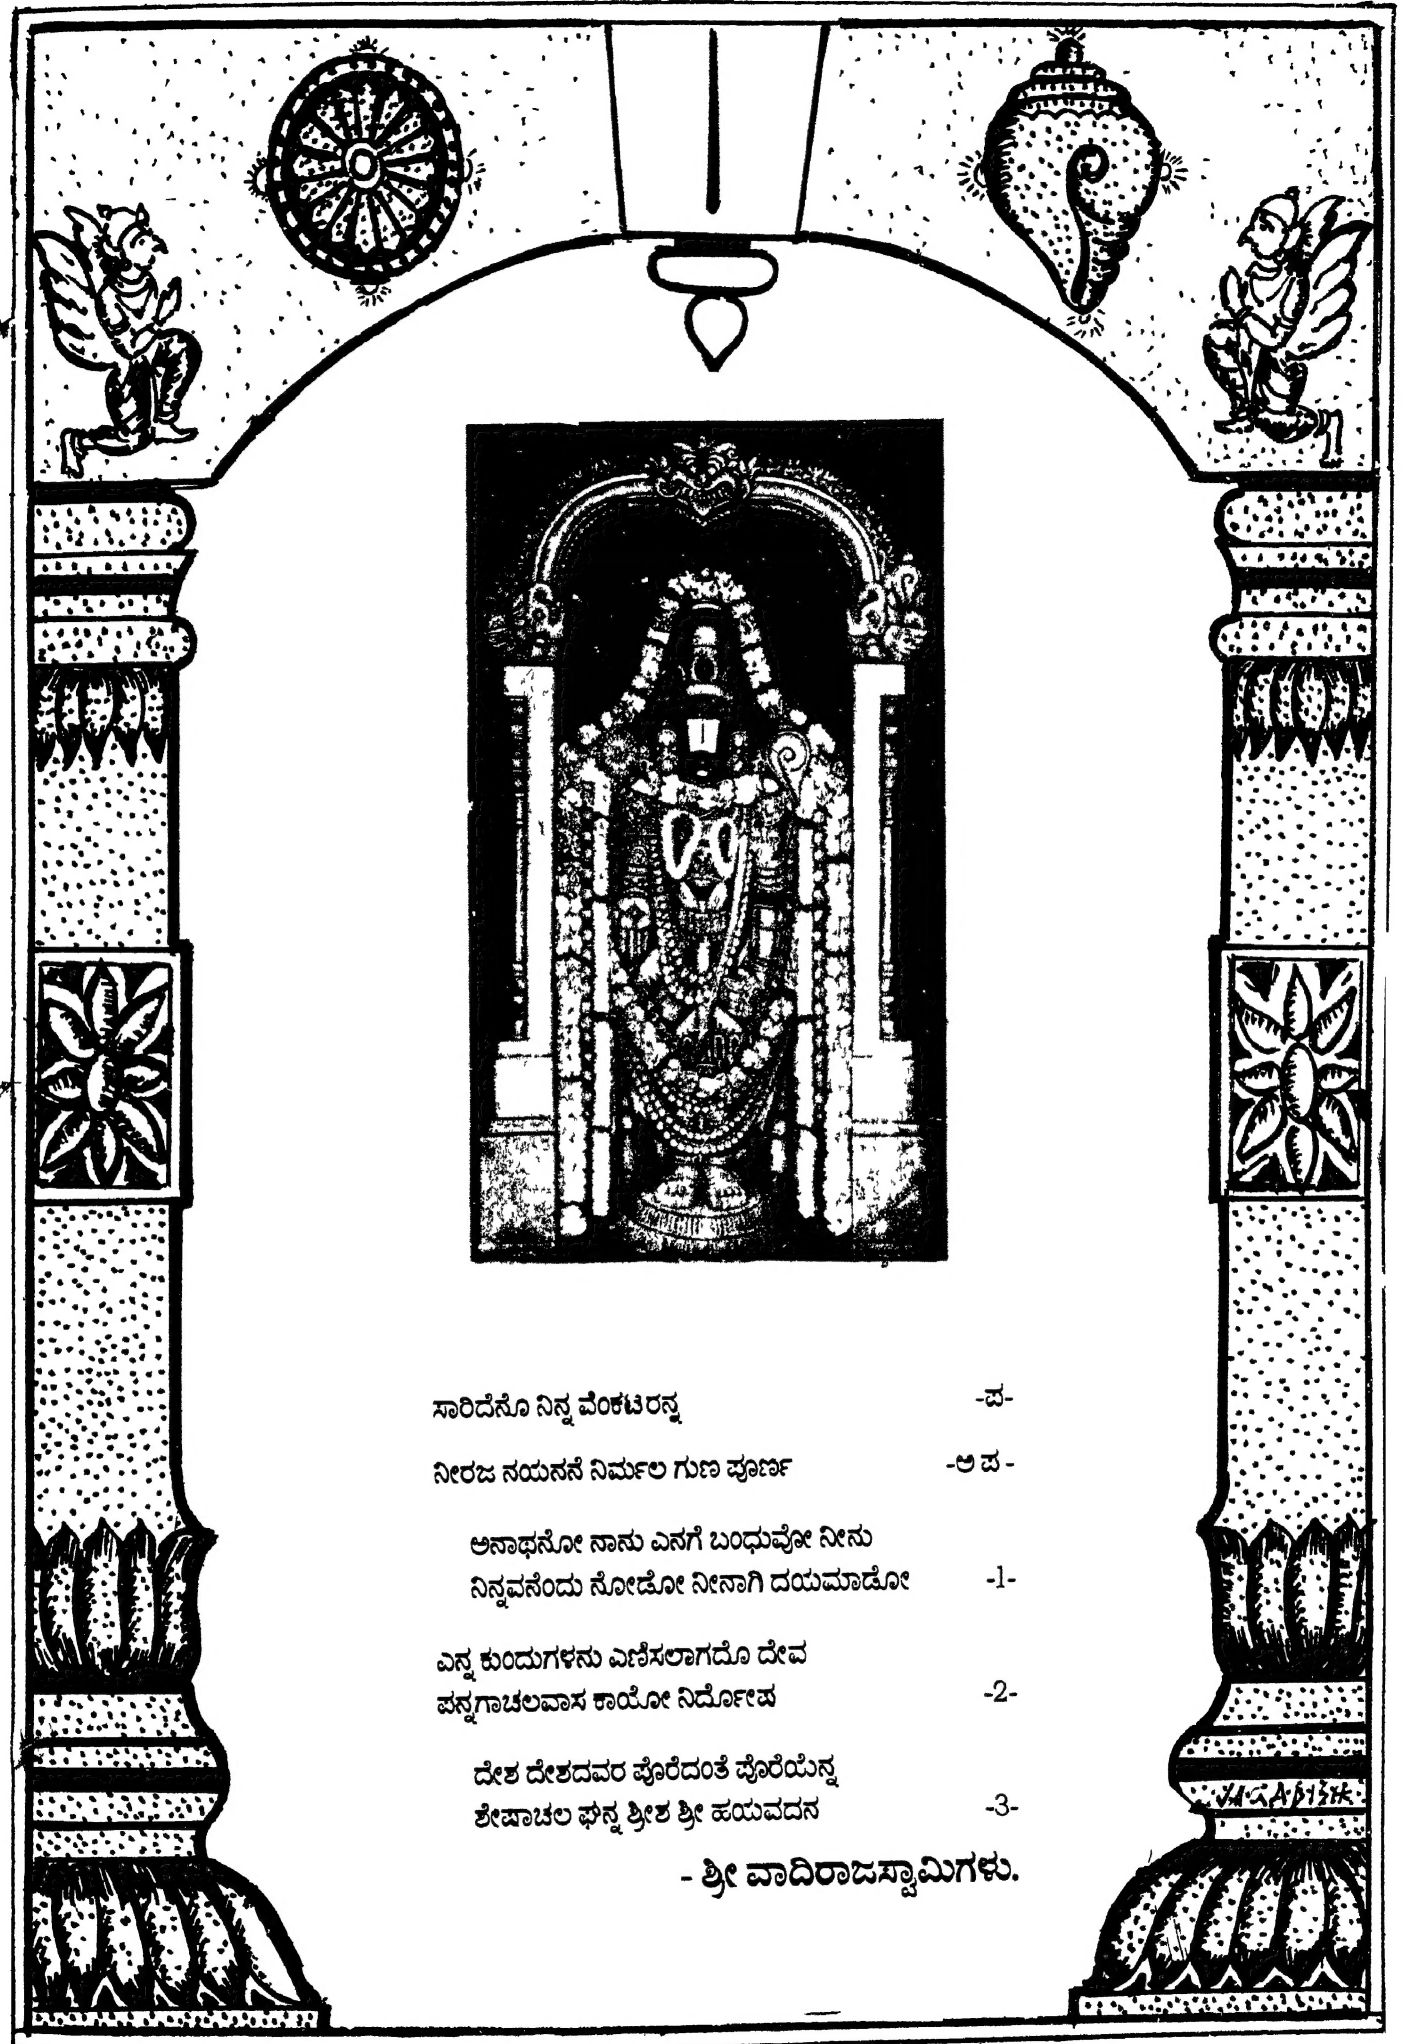 ಸಾರಿದೆನೊ ನಿನ್ನ ವೆಂಕಟರನ್ನ -ಪ-
ನೀರಜ ನಯನನೆ ನಿರ್ಮಲ ಗುಣ ಪೂರ್ಣ -ಅ ಪ -
ಅನಾಥನೋ ನಾನು ಎನಗೆ ಬಂಧುವೋ ನೀನು
ನಿನ್ನವನೆಂದು ನೋಡೋ ನೀನಾಗಿ ದಯಮಾಡೋ -1-
ಎನ್ನ ಕುಂದುಗಳನು ಎಣಿಸಲಾಗದೊ ದೇವ
ಪನ್ನಗಾಚಲವಾಸ ಕಾಯೋ ನಿರ್ದೋಷ -2-
ದೇಶ ದೇಶದವರ ಪೊರೆದಂತೆ ಪೊರೆಯೆನ್ನ
ಶೇಷಾಚಲ ಘನ್ನ ಶ್ರೀಶ ಶ್ರೀ ಹಯವದನ -3-
- ಶ್ರೀ ವಾದಿರಾಜಸ್ವಾಮಿಗಳು.
JAGADISH